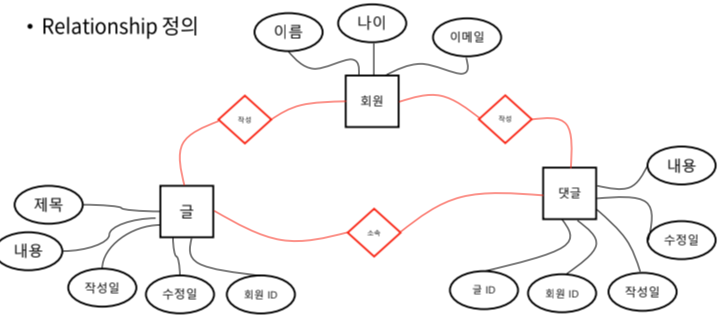 • Relationship 정의
이름
나이
이메일
회원
작성
작성
글
댓글
소속
제목
내용
작성일
수정일
회원 ID
내용
수정일
글 ID
회원 ID
작성일